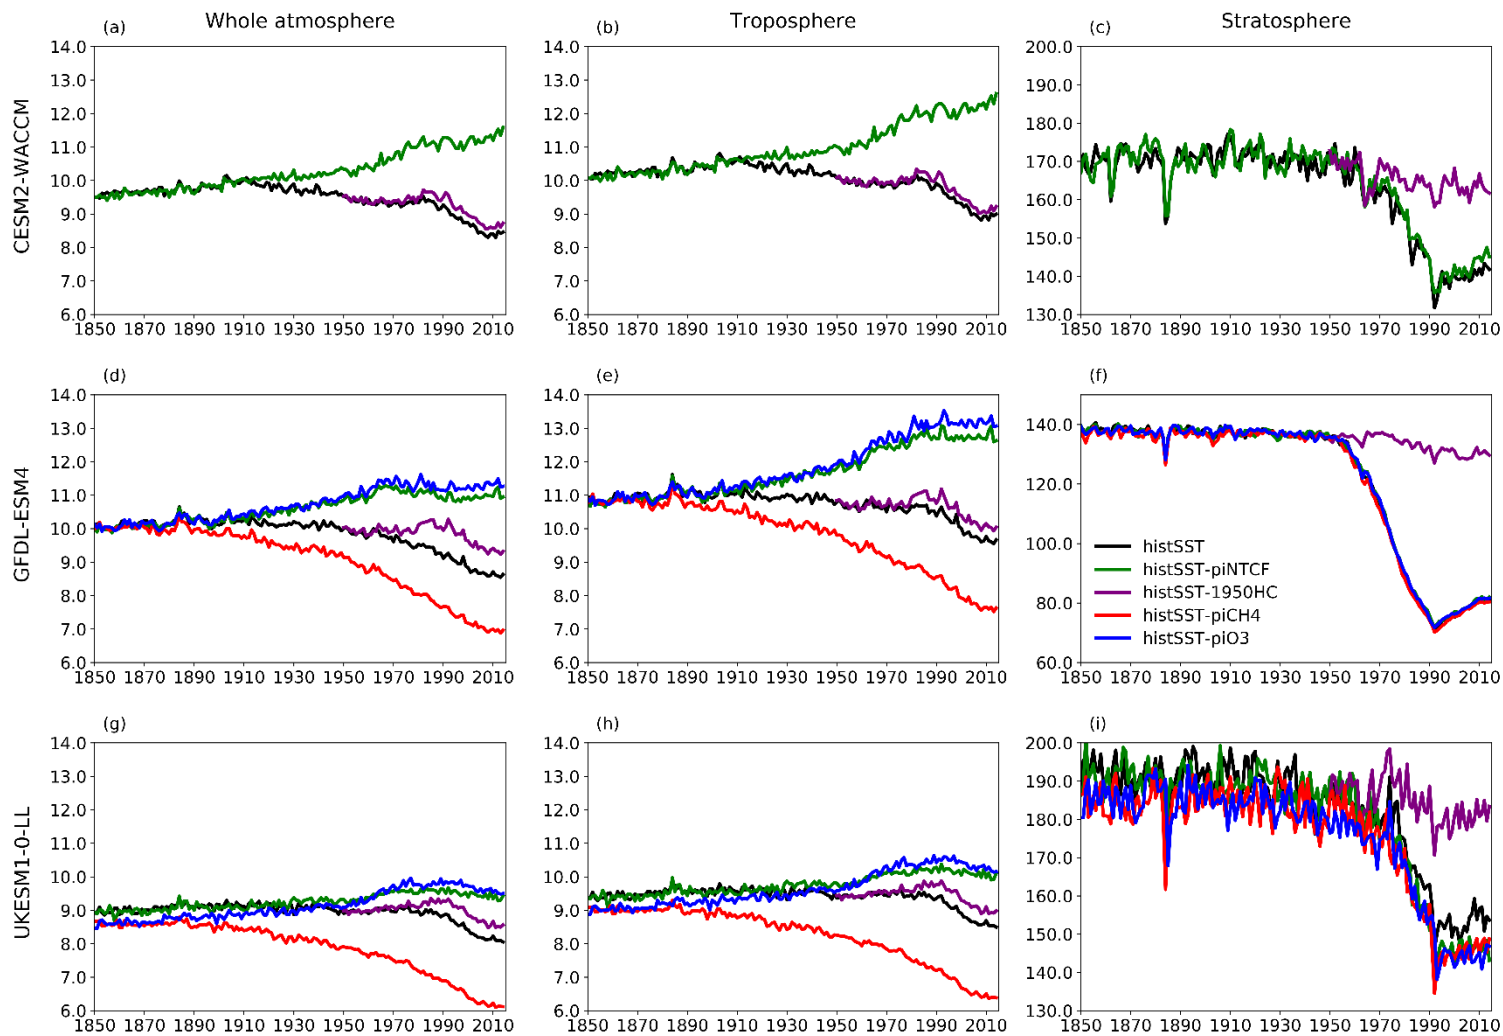 Whole atmosphere
Troposphere
Stratosphere
CESM2-WACCM
(a)
14.0
13.0
12.0
11.0
10.0
9.0
8.0
7.0
6.0
1850 1870 1890 1910 1930 1950 1970 1990 2010
(b)
14.0
13.0
12.0
11.0
10.0
9.0
8.0
7.0
6.0
1850 1870 1890 1910 1930 1950 1970 1990 2010
(c)
200.0
190.0
180.0
170.0
160.0
150.0
140.0
130.0
1850 1870 1890 1910 1930 1950 1970 1990 2010
GFDL-ESM4
(d)
14.0
13.0
12.0
11.0
10.0
9.0
8.0
7.0
6.0
1850 1870 1890 1910 1930 1950 1970 1990 2010
(e)
14.0
13.0
12.0
11.0
10.0
9.0
8.0
7.0
6.0
1850 1870 1890 1910 1930 1950 1970 1990 2010
(f)
140.0
120.0
100.0
80.0
60.0
histSST
histSST-piNTCF
histSST-1950HC
histSST-piCH4
histSST-piO3
1850 1870 1890 1910 1930 1950 1970 1990 2010
UKESM1-0-LL
(g)
14.0
13.0
12.0
11.0
10.0
9.0
8.0
7.0
6.0
1850 1870 1890 1910 1930 1950 1970 1990 2010
(h)
14.0
13.0
12.0
11.0
10.0
9.0
8.0
7.0
6.0
1850 1870 1890 1910 1930 1950 1970 1990 2010
(i)
200.0
190.0
180.0
170.0
160.0
150.0
140.0
130.0
1850 1870 1890 1910 1930 1950 1970 1990 2010